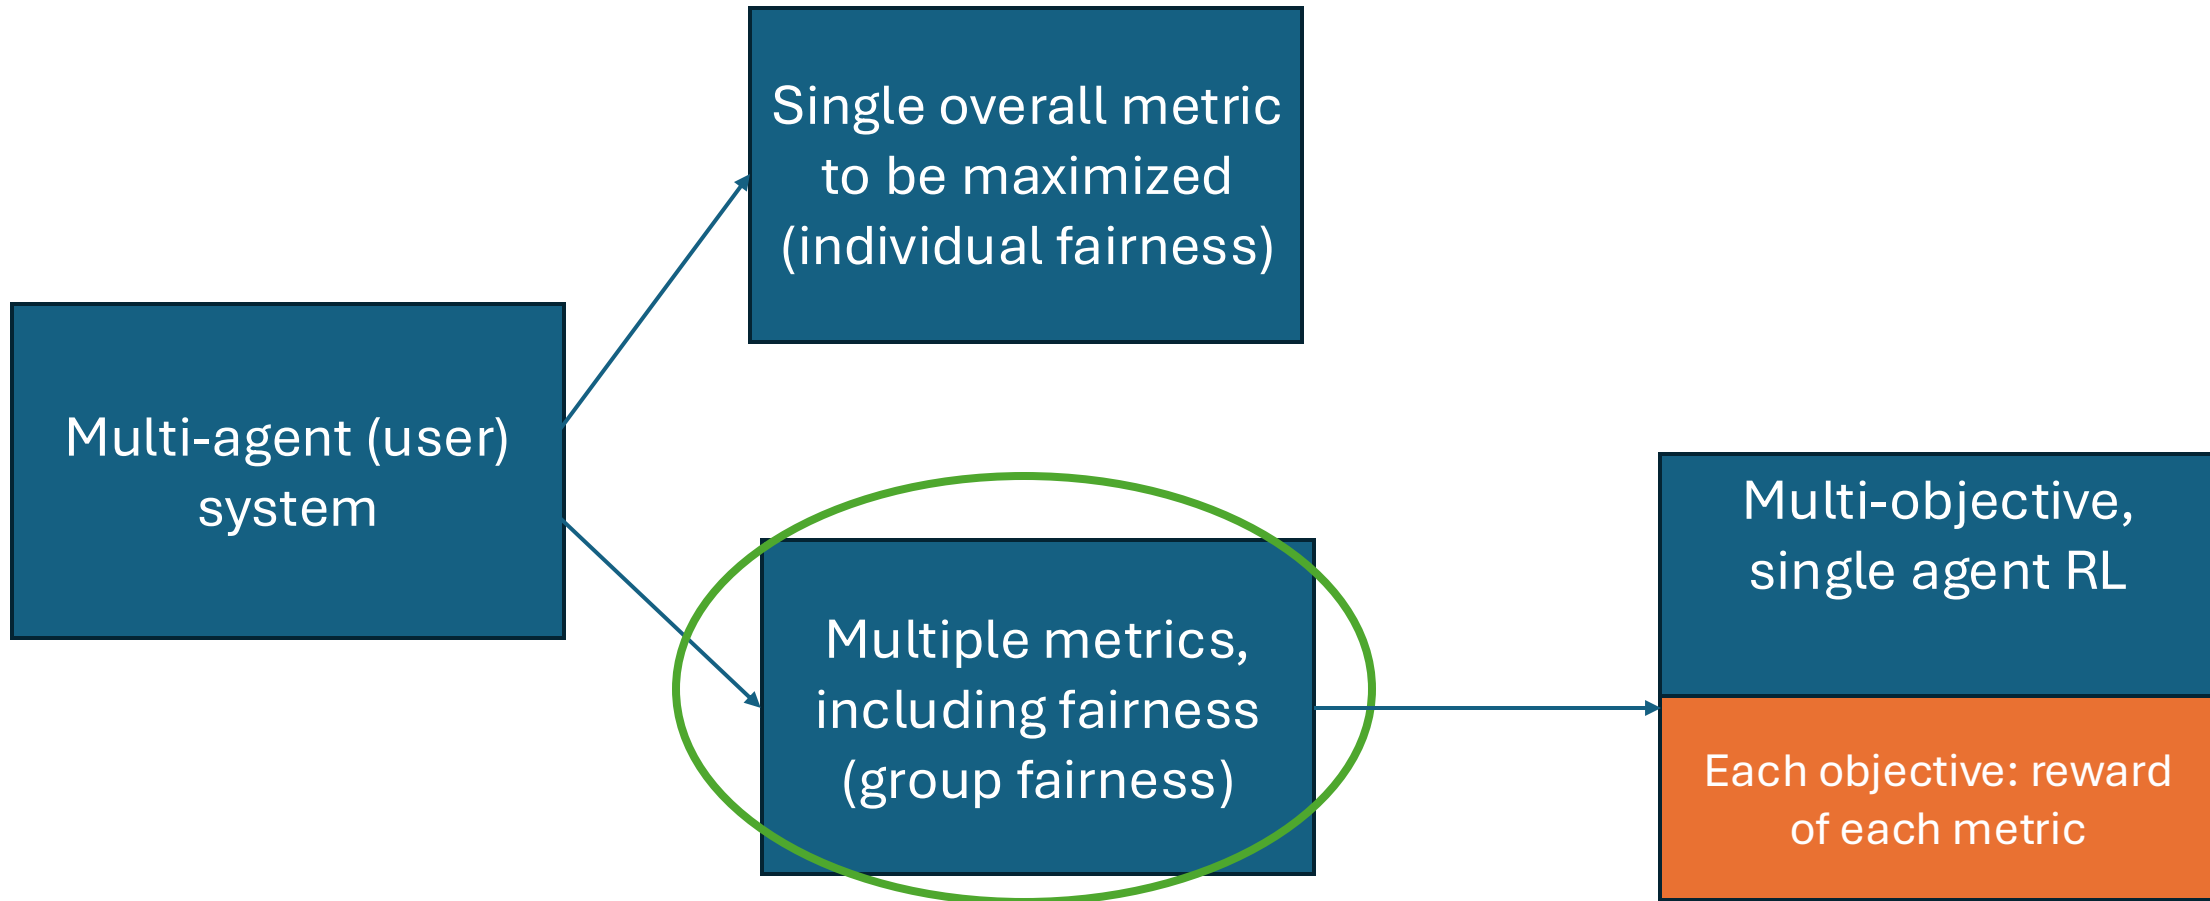 Single overall metric
to be maximized
(individual fairness)
Multi-agent (user)
system
Multiple metrics,
including fairness
(group fairness)
Multi-objective,
single agent RL
Each objective: reward
of each metric